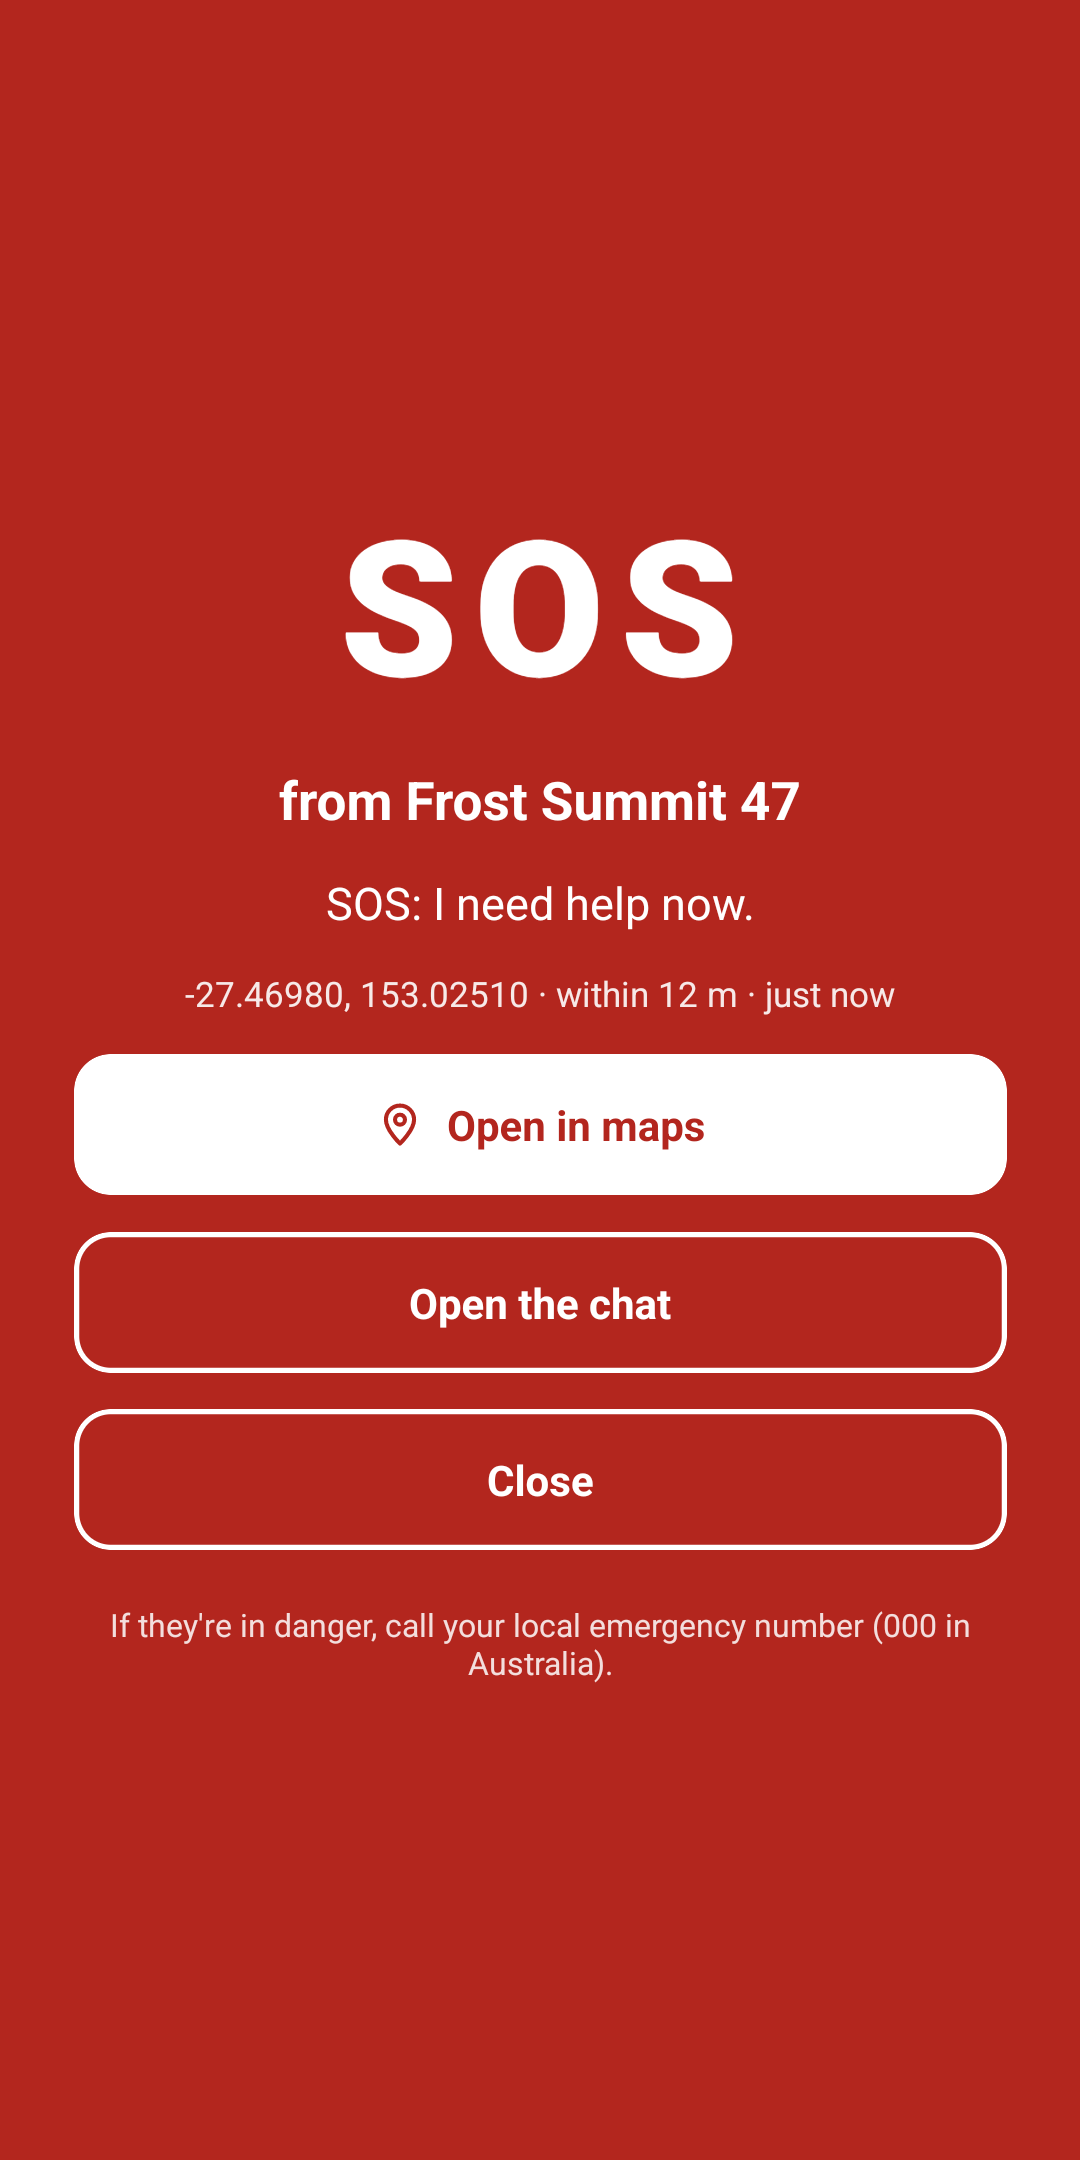 SOS
from Frost Summit 47
SOS: I need help now.
-27.46980, 153.02510 · within 12 m · just now
Open in maps
Open the chat
Close
If they're in danger, call your local emergency number (000 in
Australia).